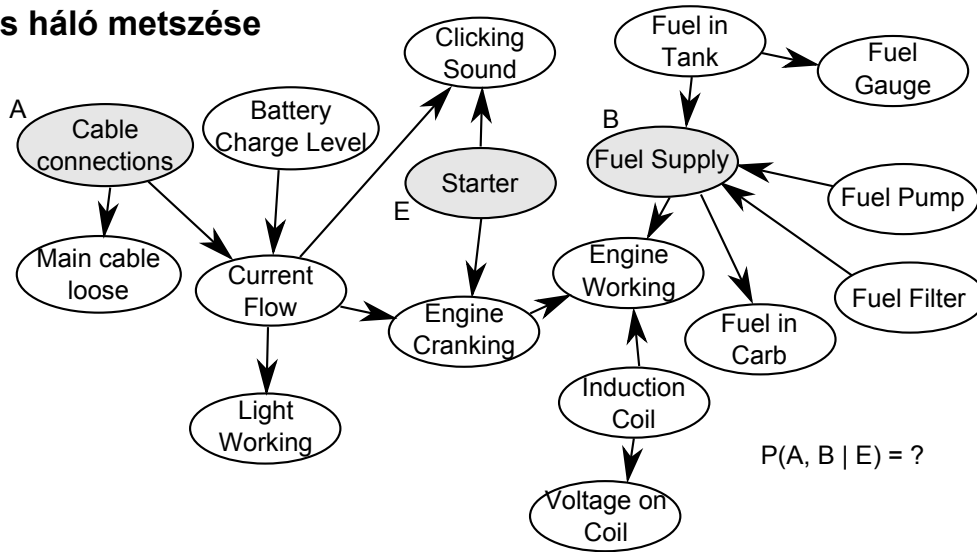 s háló metszése
Clicking
Sound
Fuel in
Tank
Fuel
Gauge
A
Cable
connections
Battery
Charge Level
B
Fuel Supply
Starter
E
Fuel Pump
Main cable
loose
Current
Flow
Engine
Working
Fuel Filter
Engine
Cranking
Fuel in
Carb
Light
Working
Induction
Coil
P(A, B | E) = ?
Voltage on
Coil